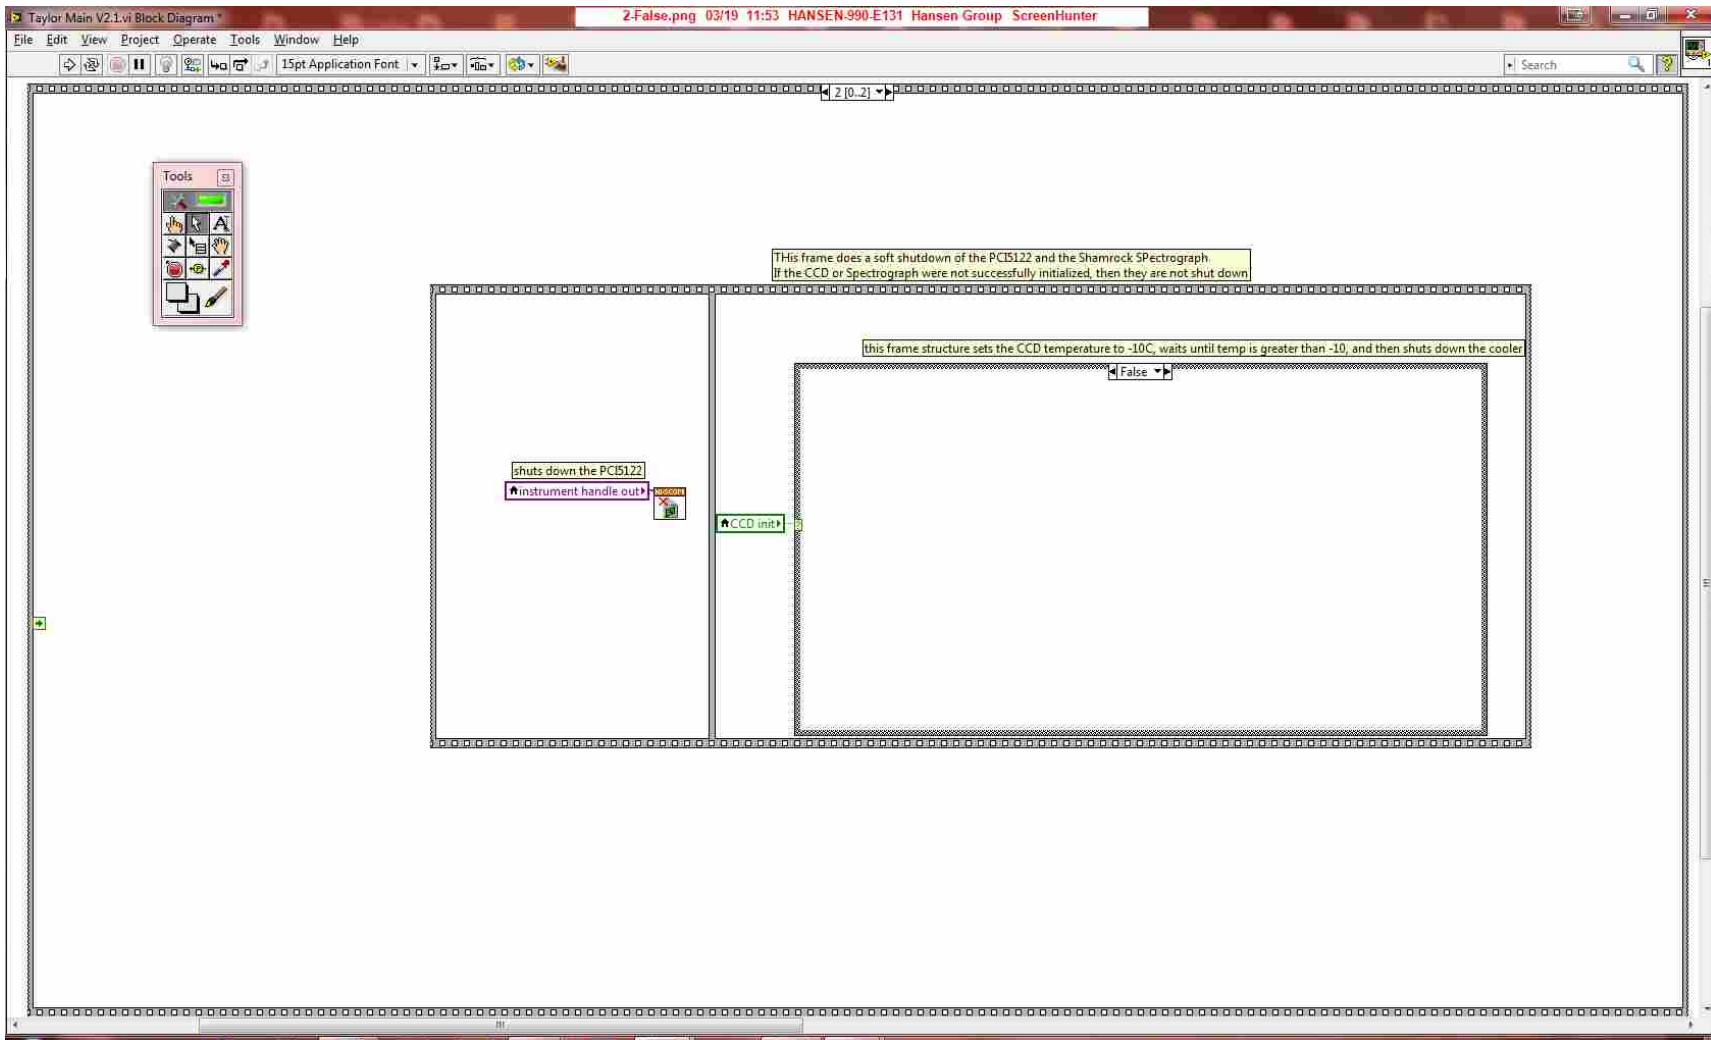 Taylor Main V2.1.vi Block Diagram *
2-False.png 03/19 11:53 HANSEN-990-E131 Hansen Group ScreenHunter
File Edit View Project Operate Tools Window Help
15pt Application Font
Search
2 [0..2]
Tools
THis frame does a soft shutdown of the PCI5122 and the Shamrock SPectrograph.
If the CCD or Spectrograph were not successfully initialized, then they are not shut down
this frame structure sets the CCD temperature to -10C, waits until temp is greater than -10, and then shuts down the cooler
False
shuts down the PCI5122
instrument handle out
CCD init
?